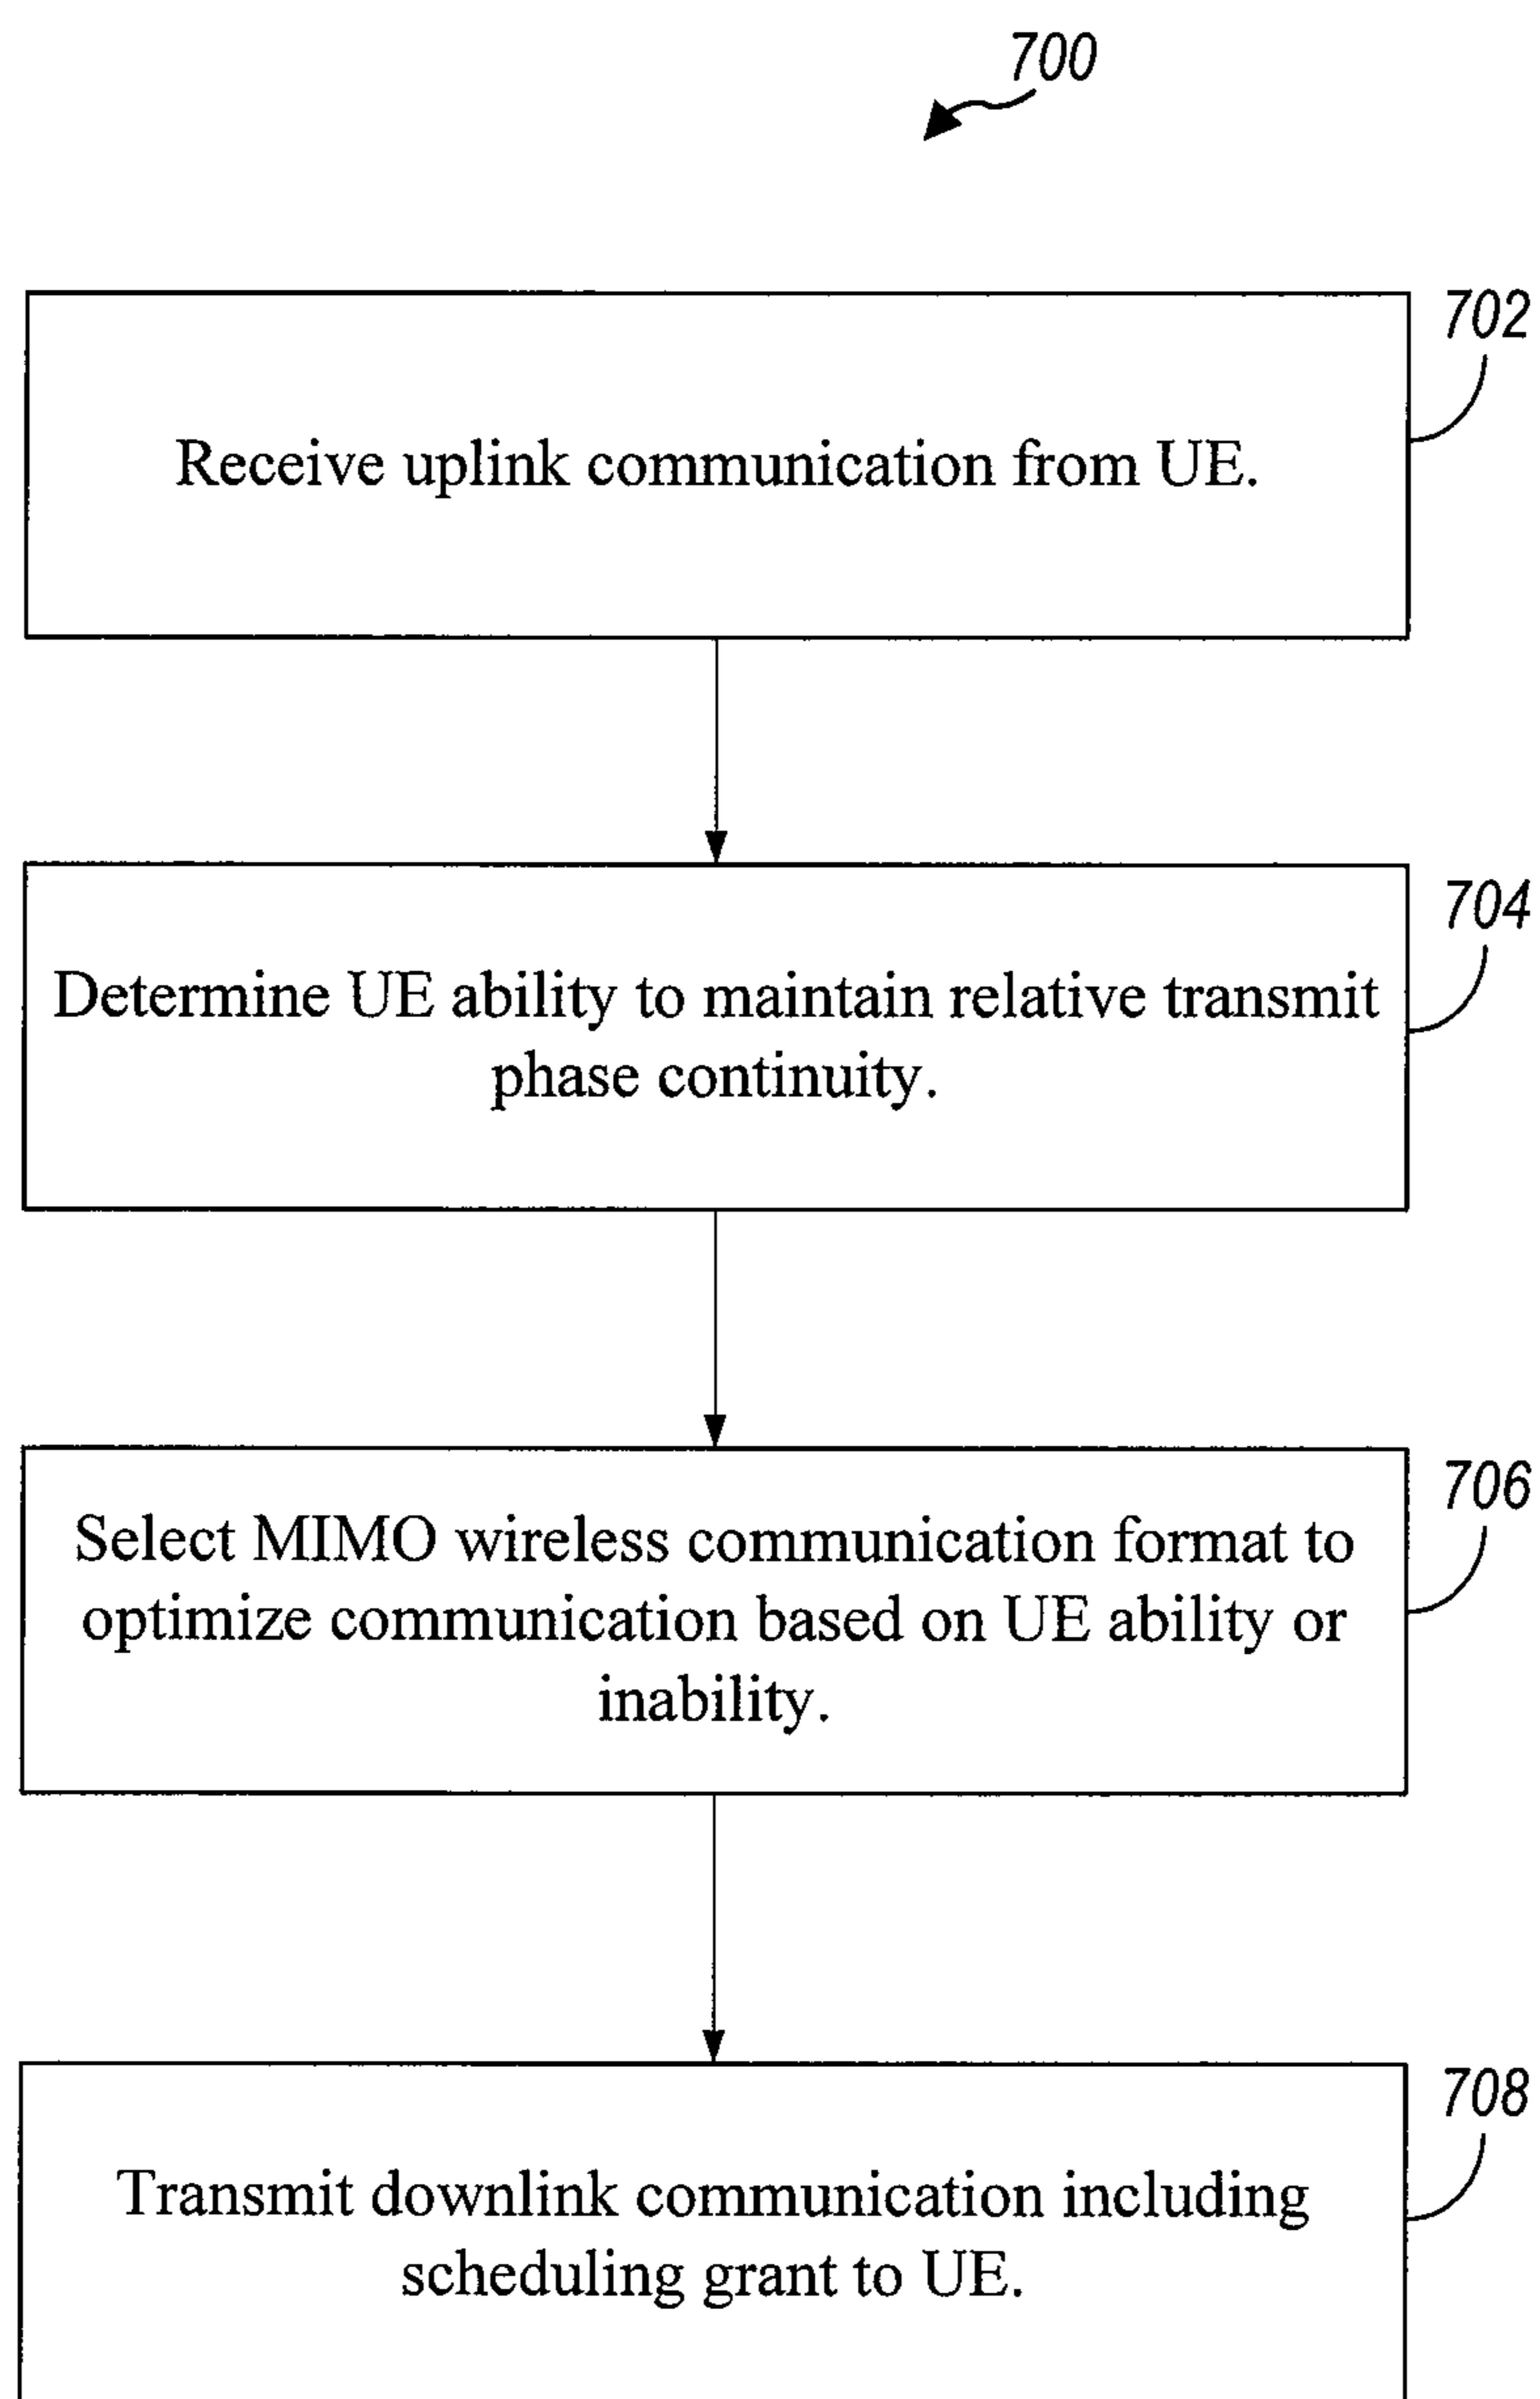 700
702
Receive uplink communication from UE.
704
Determine UE ability to maintain relative transmit
phase continuity.
706
Select MIMO wireless communication format to
optimize communication based on UE ability or
inability.
708
Transmit downlink communication including
scheduling grant to UE.